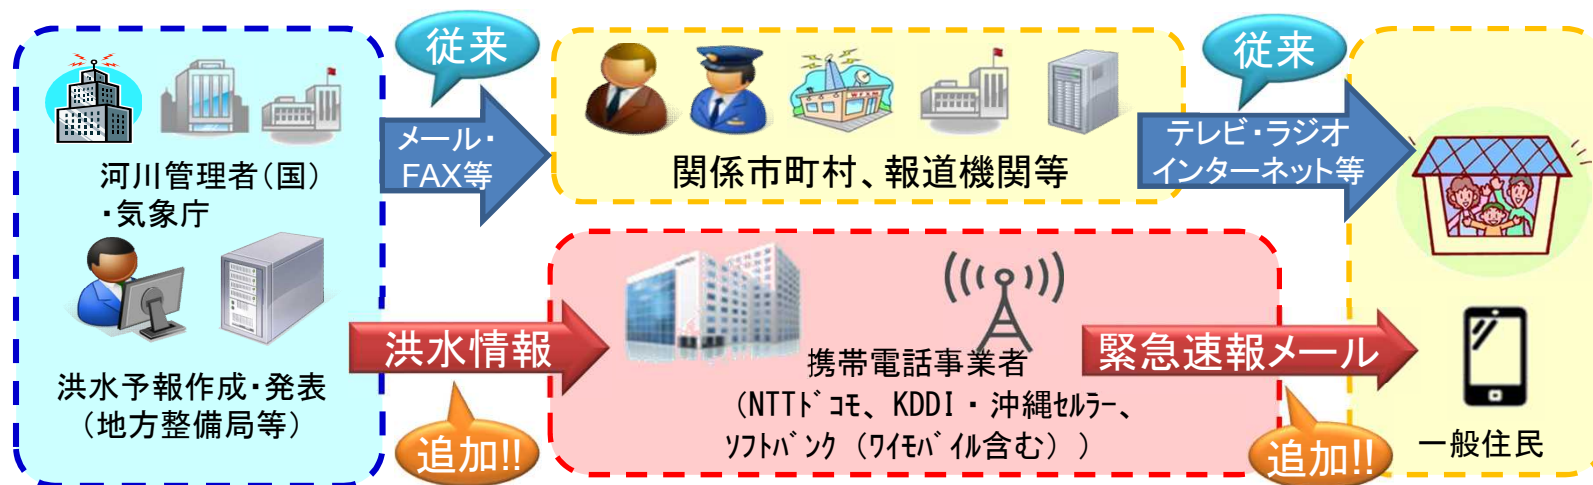 従来
メール・
FAX等
河川管理者(国)
・気象庁
洪水予報作成・発表
(地方整備局等)
関係市町村、報道機関等
従来
テレビ・ラジオ
インターネット等
洪水情報
追加!!
携帯電話事業者
(NTTﾄﾞｺﾓ、KDDI・沖縄ｾﾙﾗｰ、
ｿﾌﾄﾊﾞﾝｸ(ﾜｲﾓﾊﾞｲﾙ含む))
緊急速報メール
追加!!
一般住民